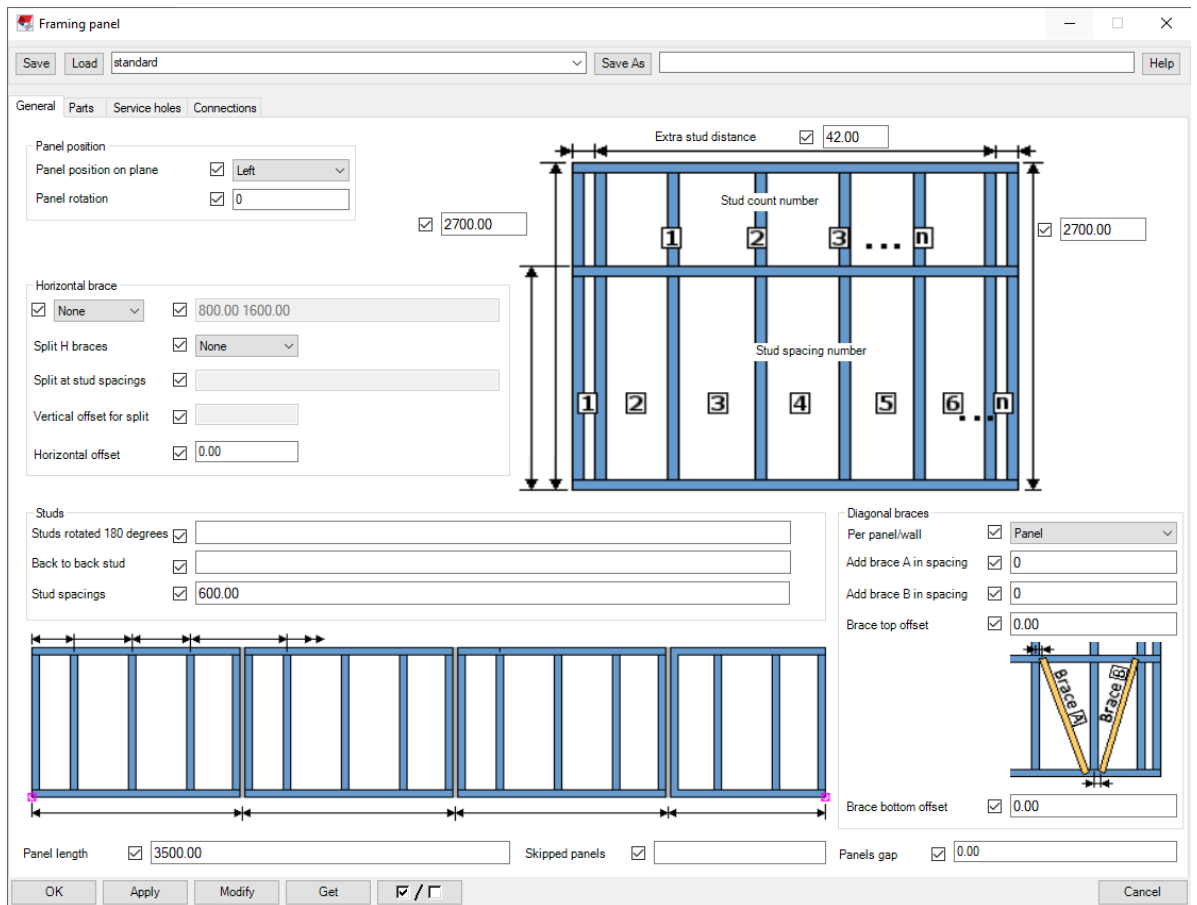 Framing panel
Save Load standard Save As Help
General Parts Service holes Connections
Extra stud distance 42.00
Panel position
Panel position on plane Left
Panel rotation 0
2700.00
2700.00
Stud count number
1 2 3 ... n
Horizontal brace
None 800.00 1600.00
Split H braces None
Split at stud spacings
Vertical offset for split
Horizontal offset 0.00
Stud spacing number
1 2 3 4 5 6 ... n
Studs
Studs rotated 180 degrees
Back to back stud
Stud spacings 600.00
Diagonal braces
Per panel/wall Panel
Add brace A in spacing 0
Add brace B in spacing 0
Brace top offset 0.00
Brace A
Brace B
Brace bottom offset 0.00
Panel length 3500.00 Skipped panels Panels gap 0.00
OK Apply Modify Get / Cancel